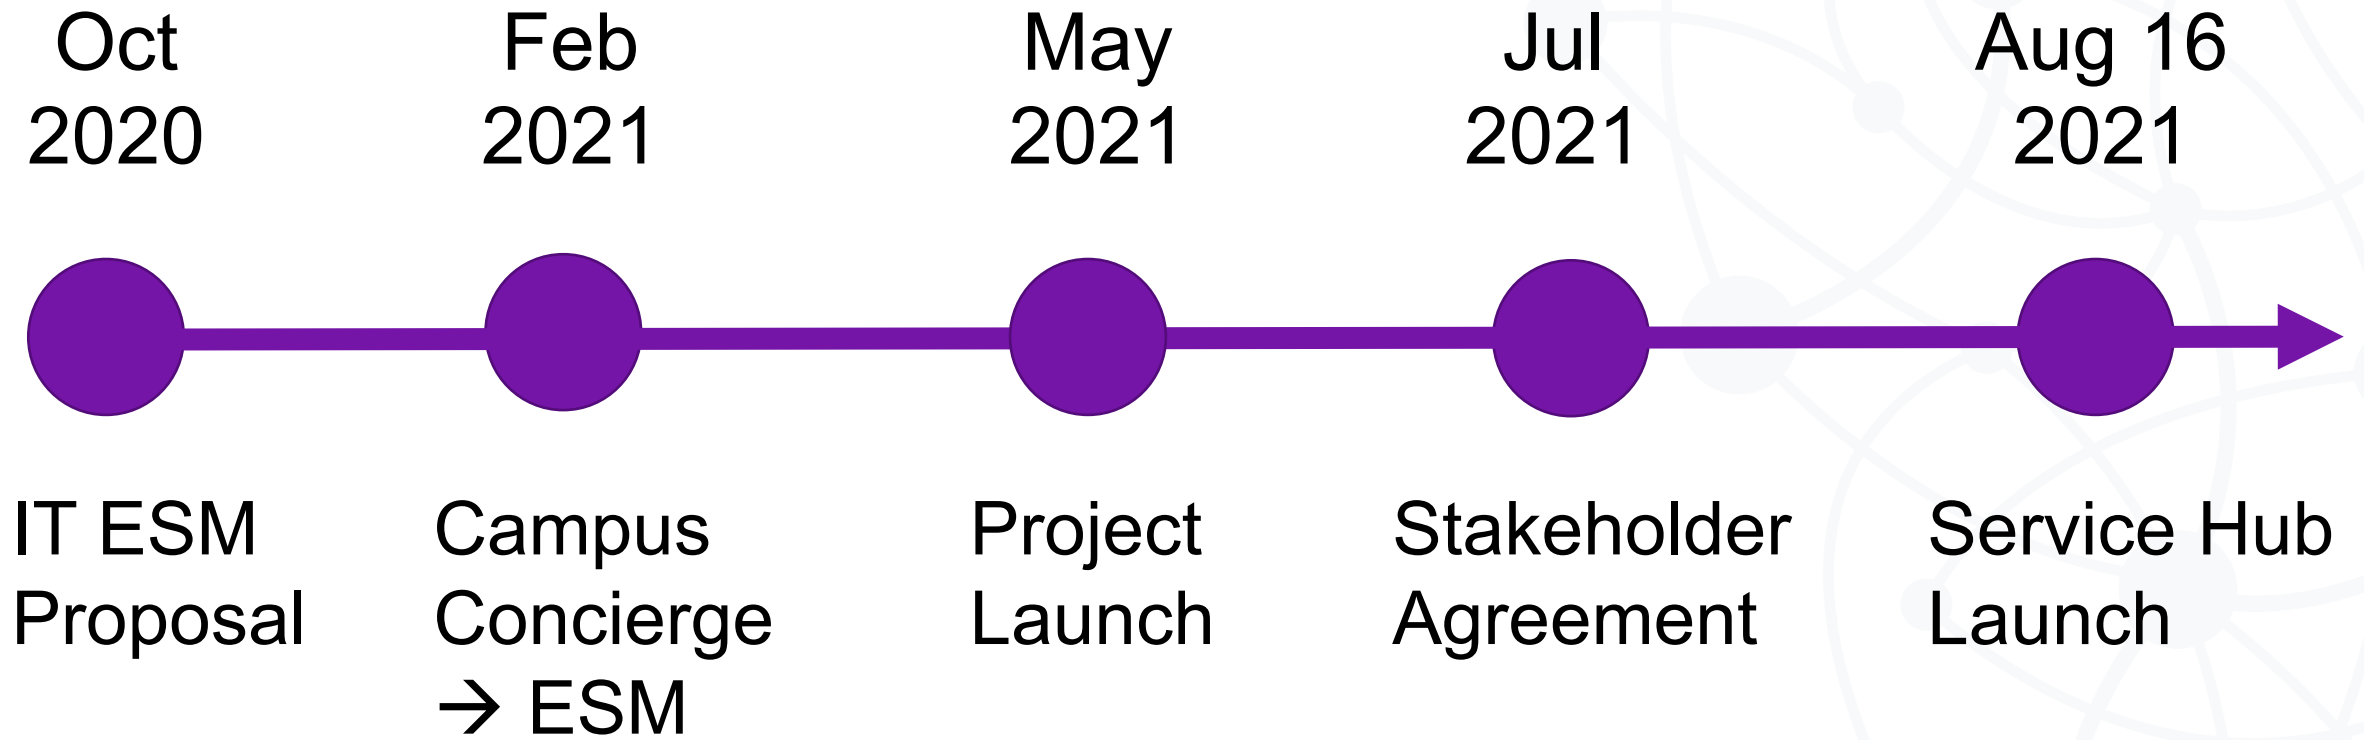 Oct
2020
Feb
2021
May
2021
Jul
2021
Aug 16
2021
IT ESM
Proposal
Campus
Concierge
→ ESM
Project
Launch
Stakeholder
Agreement
Service Hub
Launch